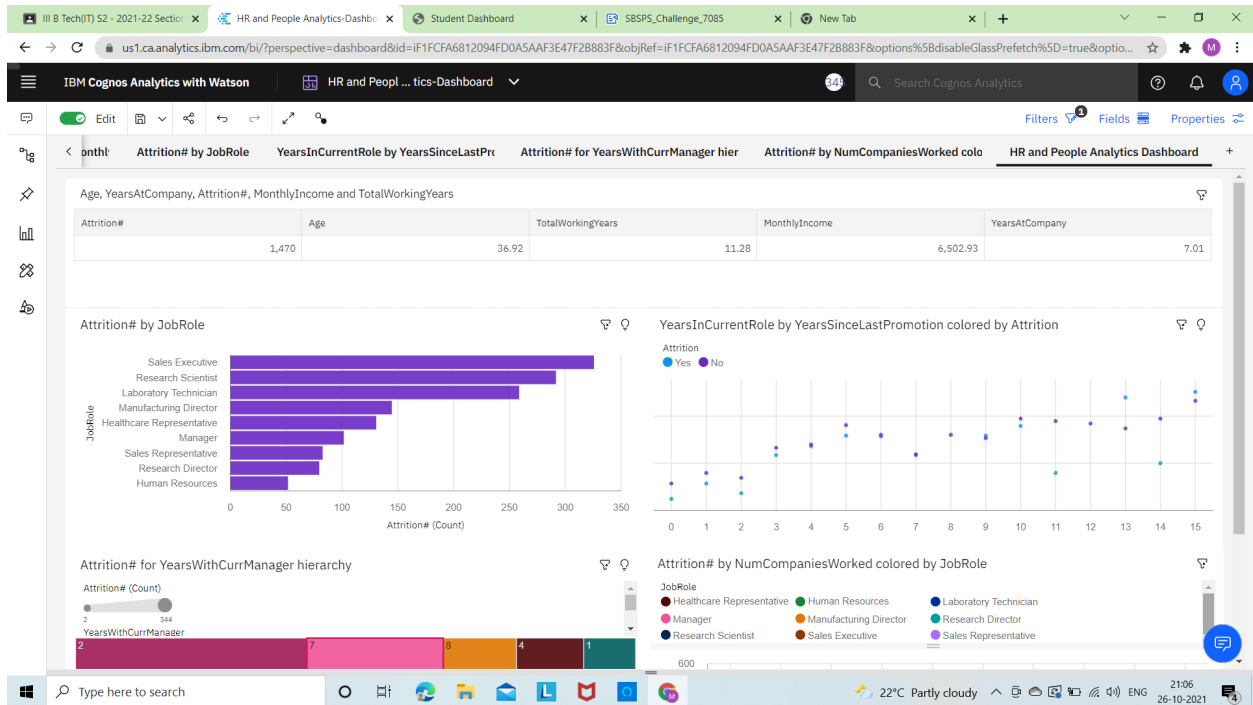 III B Tech(IT) S2 - 2021-22 Section
HR and People Analytics-Dashbo
Student Dashboard
SBSPS_Challenge_7085
New Tab
us1.ca.analytics.ibm.com/bi/?perspective=dashboard&id=iF1FCFA6812094FD0A5AAF3E47F2B883F&objRef=iF1FCFA6812094FD0A5AAF3E47F2B883F&options%5BdisableGlassPrefetch%5D=true&optio...
M
IBM Cognos Analytics with Watson
HR and Peopl ... tics-Dashboard
Search Cognos Analytics
Edit
Filters 1 Fields Properties
onthl Attrition# by JobRole YearsInCurrentRole by YearsSinceLastPro Attrition# for YearsWithCurrManager hier Attrition# by NumCompaniesWorked colo HR and People Analytics Dashboard
Age, YearsAtCompany, Attrition#, MonthlyIncome and TotalWorkingYears
Attrition# Age TotalWorkingYears MonthlyIncome YearsAtCompany
1,470 36.92 11.28 6,502.93 7.01
Attrition# by JobRole
JobRole
Sales Executive
Research Scientist
Laboratory Technician
Manufacturing Director
Healthcare Representative
Manager
Sales Representative
Research Director
Human Resources
0 50 100 150 200 250 300 350
Attrition# (Count)
YearsInCurrentRole by YearsSinceLastPromotion colored by Attrition
Attrition
Yes No
0 1 2 3 4 5 6 7 8 9 10 11 12 13 14 15
Attrition# for YearsWithCurrManager hierarchy
Attrition# (Count)
2 344
YearsWithCurrManager
2 7 8 4 1
Attrition# by NumCompaniesWorked colored by JobRole
JobRole
Healthcare Representative Human Resources Laboratory Technician
Manager Manufacturing Director Research Director
Research Scientist Sales Executive Sales Representative
600
Type here to search
22°C Partly cloudy
ENG
21:06
26-10-2021
4